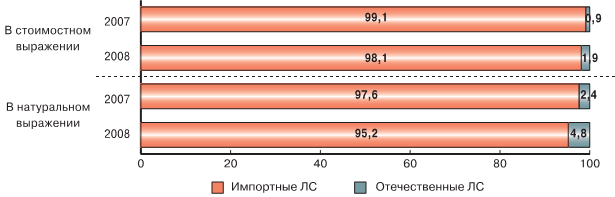 В стоимостном
выражении
2007 99,1 0,9
2008 98,1 1,9
В натуральном
выражении
2007 97,6 2,4
2008 95,2 4,8
0 20 40 60 80 100
Импортные ЛС Отечественные ЛС